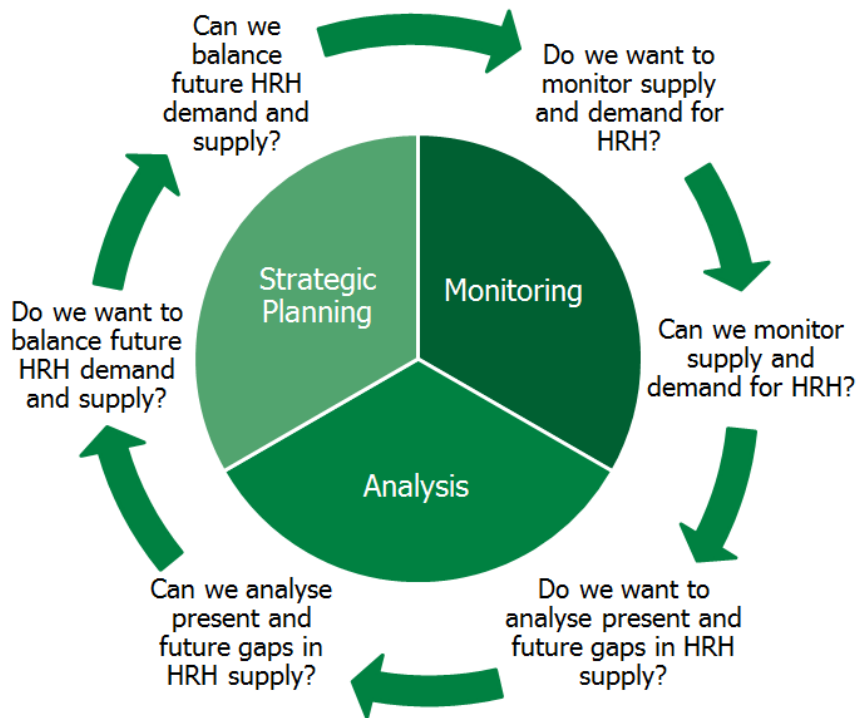 Can we
balance
future HRH
demand and
supply?
Do we want to
monitor supply
and demand for
HRH?
Can we monitor
supply and
demand for HRH?
Do we want to
analyse present and
future gaps in HRH
supply?
Can we analyse
present and
future gaps in
HRH supply?
Do we want to
balance future
HRH demand
and supply?
Strategic
Planning
Monitoring
Analysis